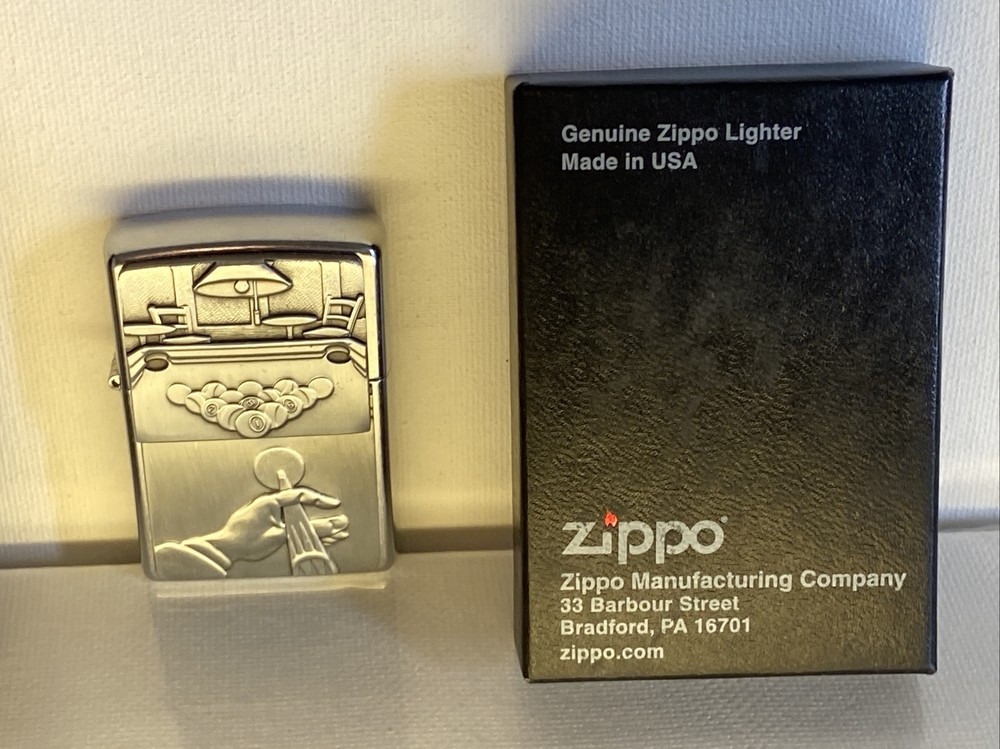 Genuine Zippo Lighter
Made in USA
zippo
Zippo Manufacturing Company
33 Barbour Street
Bradford, PA 16701
zippo.com